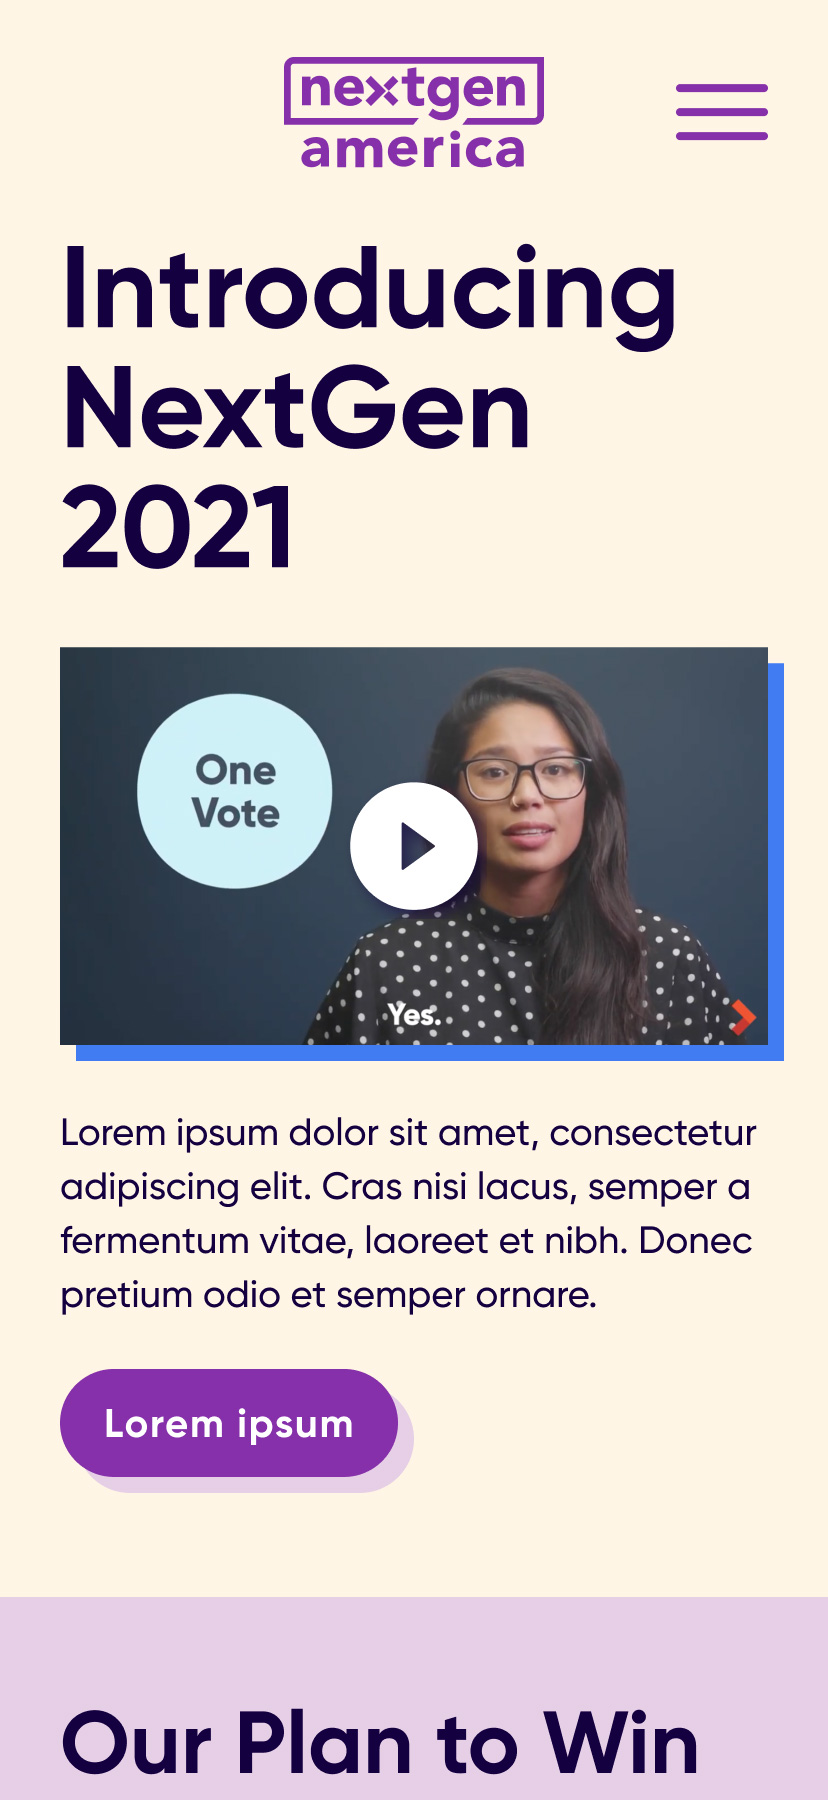 nextgen
america
Introducing
NextGen
2021
One
Vote
Yes.
Lorem ipsum dolor sit amet, consectetur
adipiscing elit. Cras nisi lacus, semper a
fermentum vitae, laoreet et nibh. Donec
pretium odio et semper ornare.
Lorem ipsum
Our Plan to Win